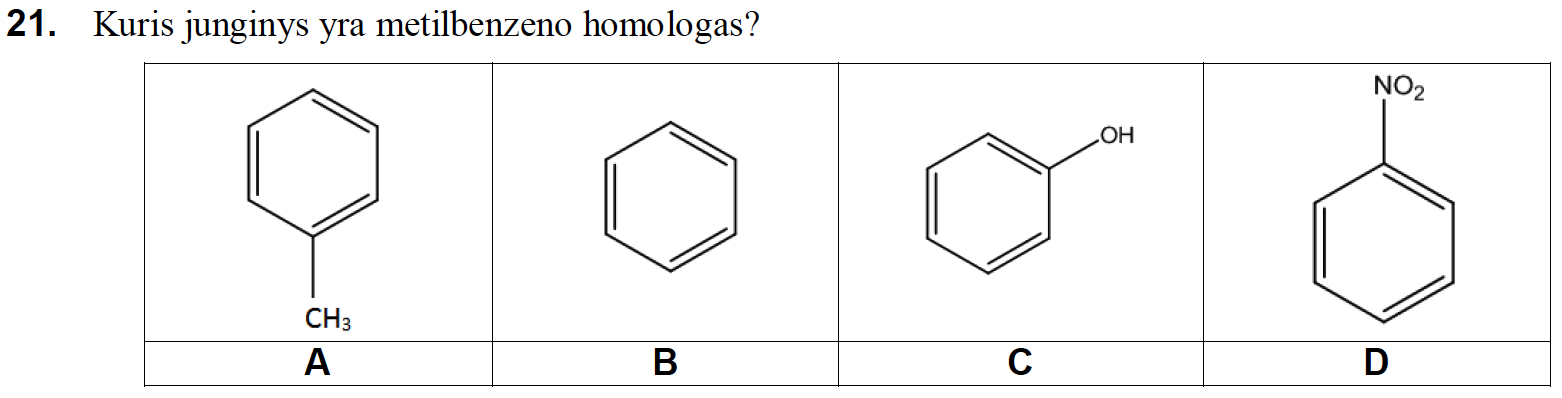 21. Kuris junginys yra metilbenzeno homologas?
NO₂
OH
CH₃
A B C D